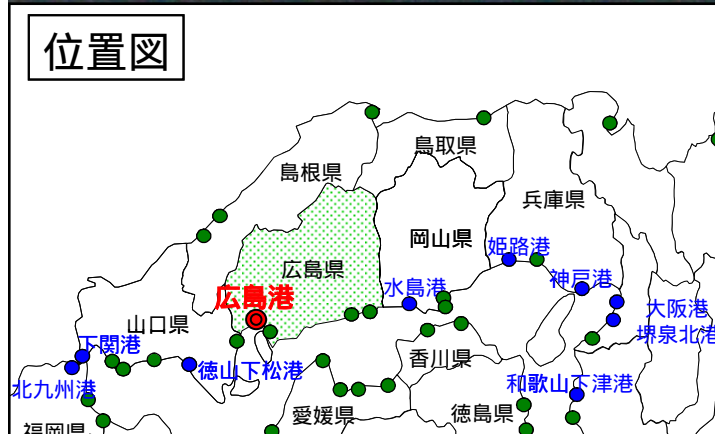 位置図
鳥取県
島根県
兵庫県
岡山県
姫路港
広島県
神戸港
水島港
広島港
大阪港
山口県
堺泉北港
下関港
香川県
徳山下松港
北九州港
和歌山下津港
愛媛県
徳島県
福岡県